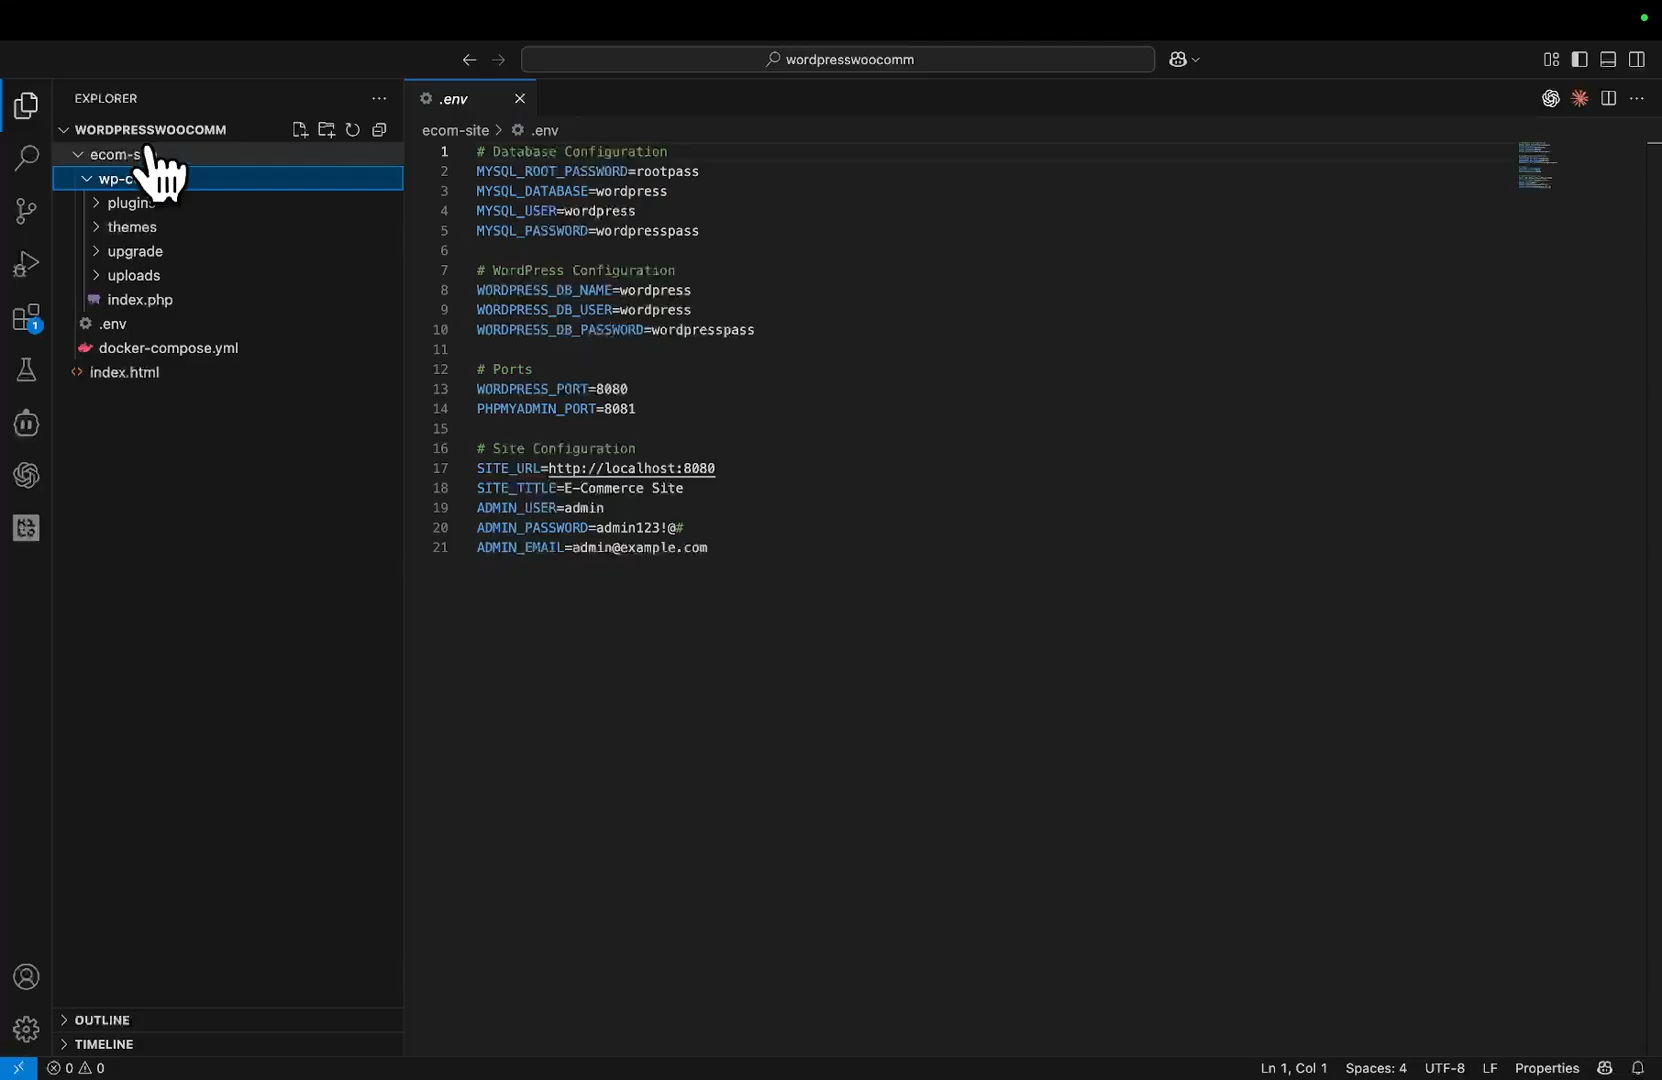 wordpresswoocomm
EXPLORER
.env
WORDPRESSWOOCOMM
ecom-site > .env
ecom-s
wp-c
plugins
themes
upgrade
uploads
index.php
.env
docker-compose.yml
index.html
1
1 # Database Configuration
2 MYSQL_ROOT_PASSWORD=rootpass
3 MYSQL_DATABASE=wordpress
4 MYSQL_USER=wordpress
5 MYSQL_PASSWORD=wordpresspass
6
7 # WordPress Configuration
8 WORDPRESS_DB_NAME=wordpress
9 WORDPRESS_DB_USER=wordpress
10 WORDPRESS_DB_PASSWORD=wordpresspass
11
12 # Ports
13 WORDPRESS_PORT=8080
14 PHPMYADMIN_PORT=8081
15
16 # Site Configuration
17 SITE_URL=http://localhost:8080
18 SITE_TITLE=E-Commerce Site
19 ADMIN_USER=admin
20 ADMIN_PASSWORD=admin123!@#
21 ADMIN_EMAIL=admin@example.com
OUTLINE
TIMELINE
0 0
Ln 1, Col 1 Spaces: 4 UTF-8 LF Properties